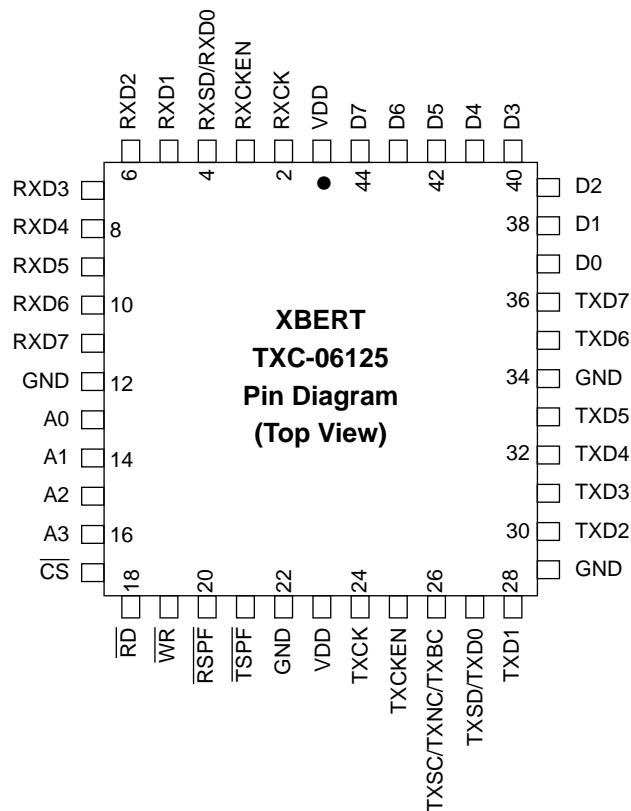 RXD2
RXD1
RXSD/RXD0
RXCKEN
RXCK
VDD
D7
D6
D5
D4
D3
6
4
2
44
42
40
RXD3
RXD4
RXD5
RXD6
RXD7
GND
A0
A1
A2
A3
CS
8
10
12
14
16
XBERT
TXC-06125
Pin Diagram
(Top View)
38
36
34
32
30
D2
D1
D0
TXD7
TXD6
GND
TXD5
TXD4
TXD3
TXD2
GND
18
20
22
24
26
28
RD
WR
RSPF
TSPF
GND
VDD
TXCK
TXCKEN
TXSC/TXNC/TXBC
TXSD/TXD0
TXD1